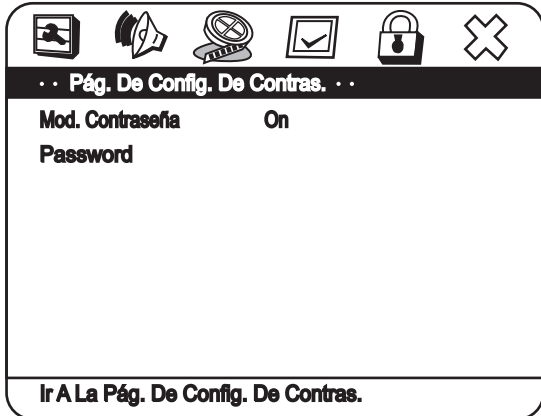 ·· Pág. De Config. De Contras. ··
Mod. Contraseña On
Password
Ir A La Pág. De Config. De Contras.